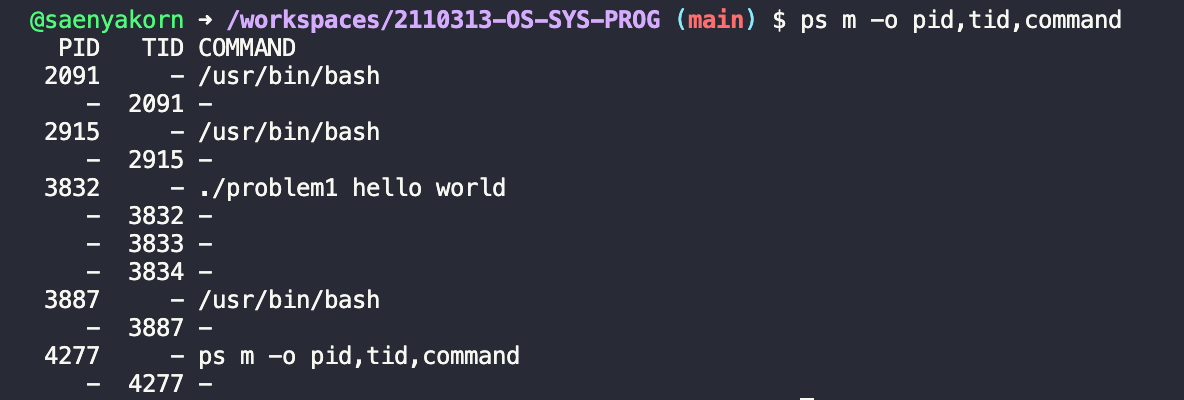 @saenyakorn ➜ /workspaces/2110313-OS-SYS-PROG (main) $ ps m -o pid,tid,command
PID TID COMMAND
2091 - /usr/bin/bash
- 2091 -
2915 - /usr/bin/bash
- 2915 -
3832 - ./problem1 hello world
- 3832 -
- 3833 -
- 3834 -
3887 - /usr/bin/bash
- 3887 -
4277 - ps m -o pid,tid,command
- 4277 -